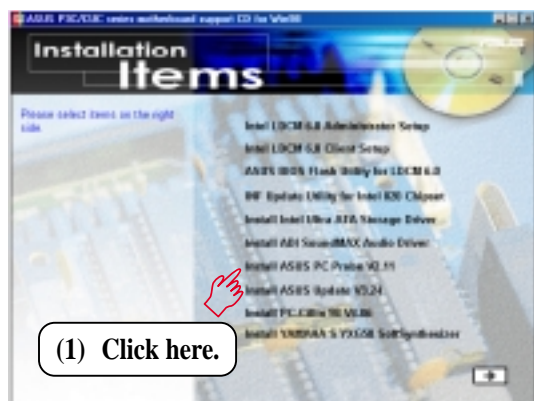 ASUS P3C/CUC series motherboard support CD for Win98
Installation
Items
Please select items on the right
side.
Intel LDCM 6.0 Administrator Setup
Intel LDCM 6.0 Client Setup
ASUS BIOS Flash Utility for LDCM 6.0
INF Update Utility for Intel 820 Chipset
Install Intel Ultra ATA Storage Driver
Install ADI SoundMAX Audio Driver
Install ASUS PC Probe V2.11
Install ASUS Update V3.24
Install PC-Cillin 98 V6.06
Install YAMAHA S-YXG50 SoftSynthesizer
(1) Click here.